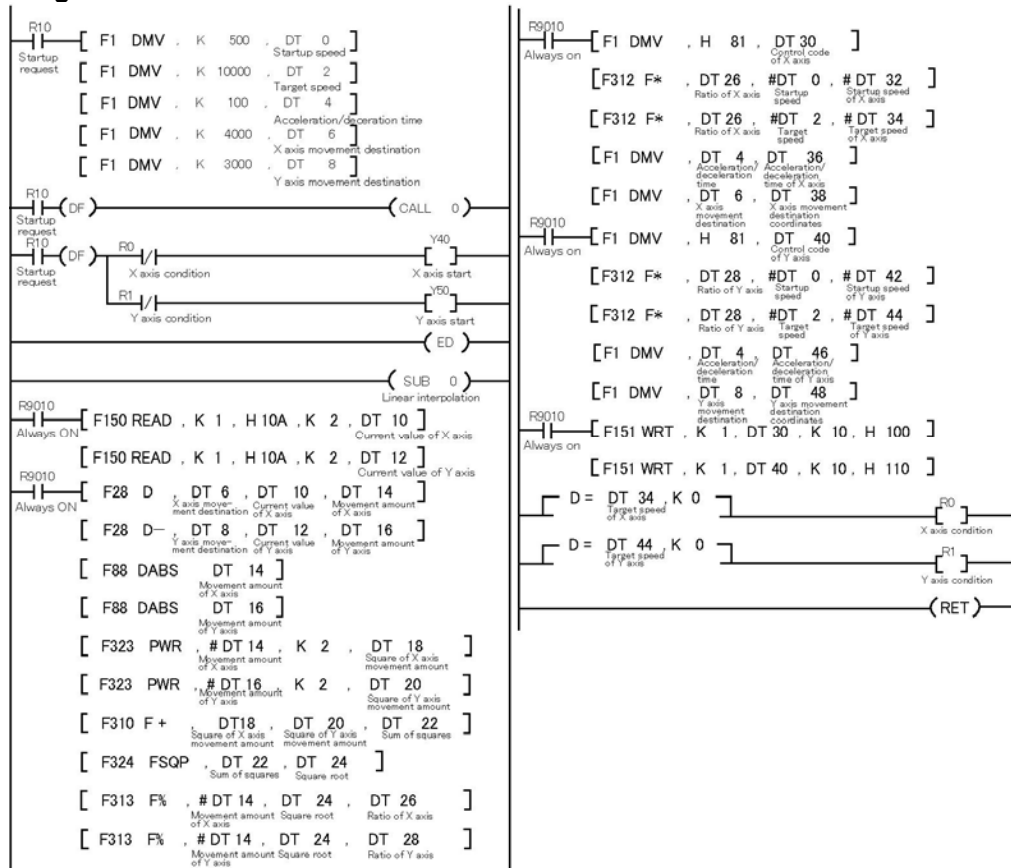 R10
[ F1 DMV , K 500 , DT 0 ]
Startup request
Startup speed
[ F1 DMV , K 10000 , DT 2 ]
Target speed
[ F1 DMV , K 100 , DT 4 ]
Acceleration/deceration time
[ F1 DMV , K 4000 , DT 6 ]
X axis movement destination
[ F1 DMV , K 3000 , DT 8 ]
Y axis movement destination
R10
(DF) (CALL 0)
Startup request
R10 R0 Y40
(DF) [ ]
Startup request
X axis condition X axis start
R1 Y50
[ ]
Y axis condition Y axis start
(ED)
(SUB 0)
Linear interpolation
R9010
[F150 READ , K 1 , H 10A , K 2 , DT 10 ]
Always ON
Current value of X axis
[F150 READ , K 1 , H10A , K 2 , DT 12 ]
Current value of Y axis
R9010
[ F28 D , DT 6 , DT 10 , DT 14 ]
Always ON
X axis move-ment destination Current value of X axis Movement amount of X axis
[ F28 D− , DT 8 , DT 12 , DT 16 ]
Y axis move-ment destination Current value of Y axis Movement amount of Y axis
[ F88 DABS DT 14 ]
Movement amount of X axis
[ F88 DABS DT 16 ]
Movement amount of Y axis
[ F323 PWR , # DT 14 , K 2 , DT 18 ]
Movement amount of X axis Square of X axis movement amount
[ F323 PWR , # DT 16 , K 2 , DT 20 ]
Movement amount of Y axis Square of Y axis movement amount
[ F310 F + , DT18 , DT 20 , DT 22 ]
Square of X axis movement amount Square of Y axis movement amount Sum of squares
[ F324 FSQP , DT 22 , DT 24 ]
Sum of squares Square root
[ F313 F% , # DT 14 , DT 24 , DT 26 ]
Movement amount of X axis Square root Ratio of X axis
[ F313 F% , # DT 14 , DT 24 , DT 28 ]
Movement amount of Y axis Square root Ratio of Y axis
R9010
[F1 DMV , H 81 , DT 30 ]
Always on
Control code of X axis
[F312 F* , DT 26 , #DT 0 , # DT 32 ]
Ratio of X axis Startup speed Startup speed of X axis
[F312 F* , DT 26 , #DT 2 , # DT 34 ]
Ratio of X axis Target speed Target speed of X axis
[F1 DMV , DT 4 , DT 36 ]
Acceleration/ deceleration time Acceleration/ deceleration time of X axis
[F1 DMV , DT 6 , DT 38 ]
X axis movement destination X axis movement destination coordinates
R9010
[F1 DMV , H 81 , DT 40 ]
Always on
Control code of Y axis
[F312 F* , DT 28 , #DT 0 , # DT 42 ]
Ratio of Y axis Startup speed Startup speed of Y axis
[F312 F* , DT 28 , #DT 2 , # DT 44 ]
Ratio of Y axis Target speed Target speed of Y axis
[F1 DMV , DT 4 , DT 46 ]
Acceleration/ deceleration time Acceleration/ deceleration time of Y axis
[F1 DMV , DT 8 , DT 48 ]
Y axis movement destination Y axis movement destination coordinates
R9010
[F151 WRT , K 1 , DT 30 , K 10 , H 100 ]
Always on
[F151 WRT , K 1 , DT 40 , K 10 , H 110 ]
D = DT 34 , K 0 R0
[ ]
Target speed of X axis X axis condition
D = DT 44 , K 0 R1
[ ]
Target speed of Y axis Y axis condition
(RET)